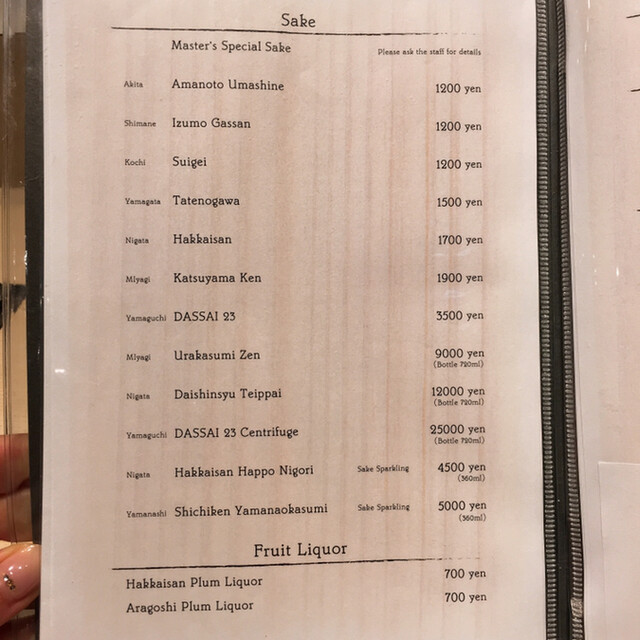 Sake
Master's Special Sake Please ask the staff for details
Akita Amanoto Umashine 1200 yen
Shimane Izumo Gassan 1200 yen
Kochi Suigei 1200 yen
Yamagata Tatenogawa 1500 yen
Nigata Hakkaisan 1700 yen
MIyagi Katsuyama Ken 1900 yen
Yamaguchi DASSAI 23 3500 yen
MIyagi Urakasumi Zen 9000 yen
(Bottle 720ml)
Nigata Daishinsyu Teippai 12000 yen
(Bottle 720ml)
Yamaguchi DASSAI 23 Centrifuge 25000 yen
(Bottle 720ml)
Nigata Hakkaisan Happo Nigori Sake Sparkling 4500 yen
(360ml)
Yamanashi Shichiken Yamanaokasumi Sake Sparkling 5000 yen
(360ml)
Fruit Liquor
Hakkaisan Plum Liquor 700 yen
Aragoshi Plum Liquor 700 yen